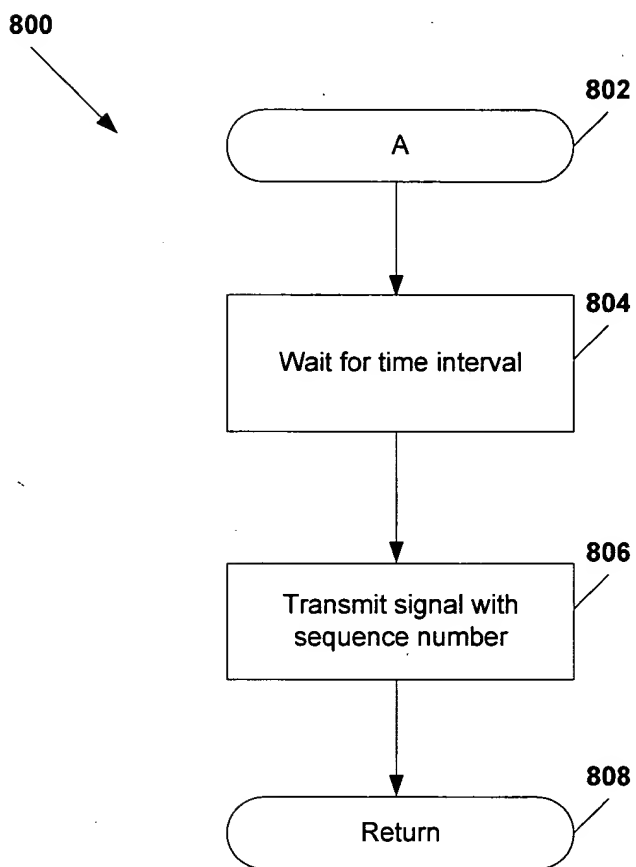 800
802
A
804
Wait for time interval
806
Transmit signal with
sequence number
808
Return